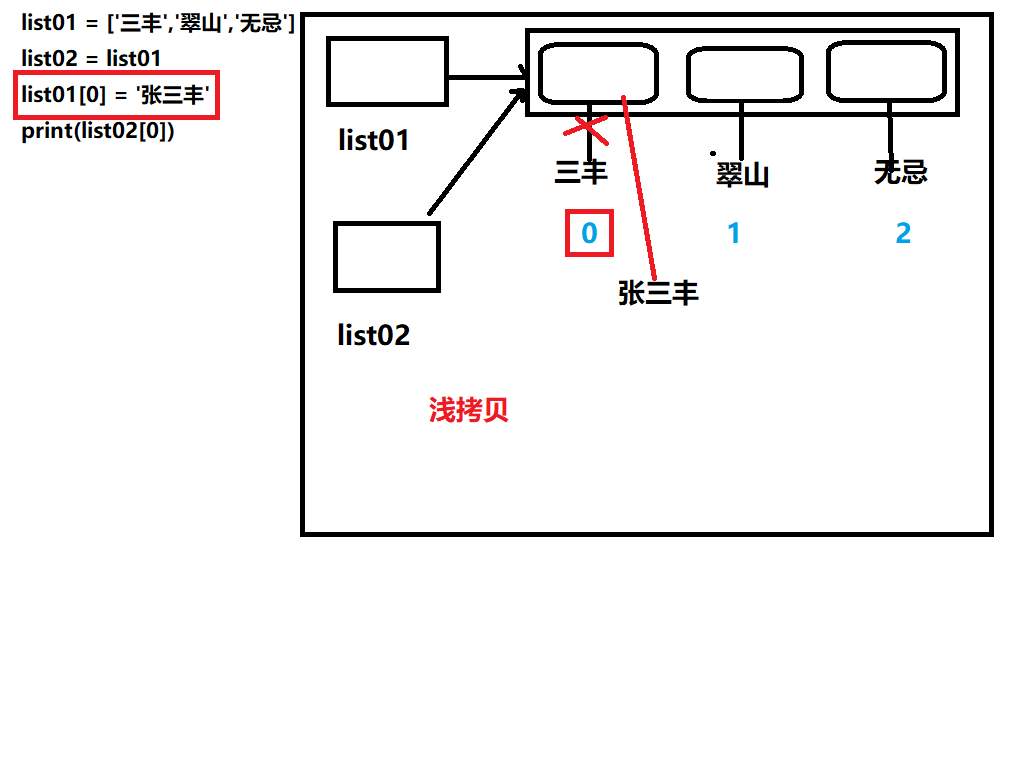 list01 = ['三丰','翠山','无忌']
list02 = list01
list01[0] = '张三丰'
print(list02[0])
list01
三丰
翠山
无忌
0
1
2
张三丰
list02
浅拷贝